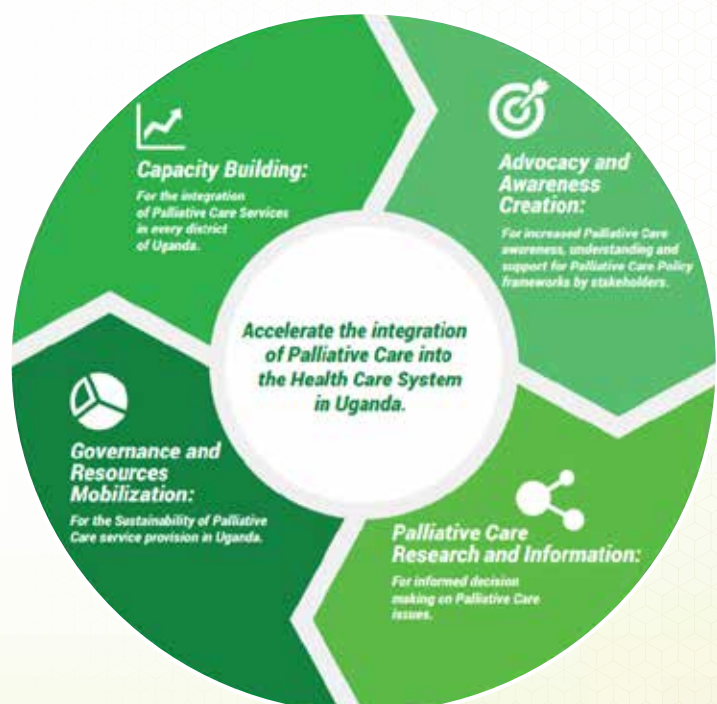 Capacity Building:
For the integration
of Palliative Care Services
in every district
of Uganda.
Advocacy and
Awareness
Creation:
For increased Palliative Care
awareness, understanding and
support for Palliative Care Policy
frameworks by stakeholders.
Accelerate the integration
of Palliative Care into
the Health Care System
in Uganda.
Governance and
Resources
Mobilization:
For the Sustainability of Palliative
Care service provision in Uganda.
Palliative Care
Research and Information:
For informed decision
making on Palliative Care
issues.